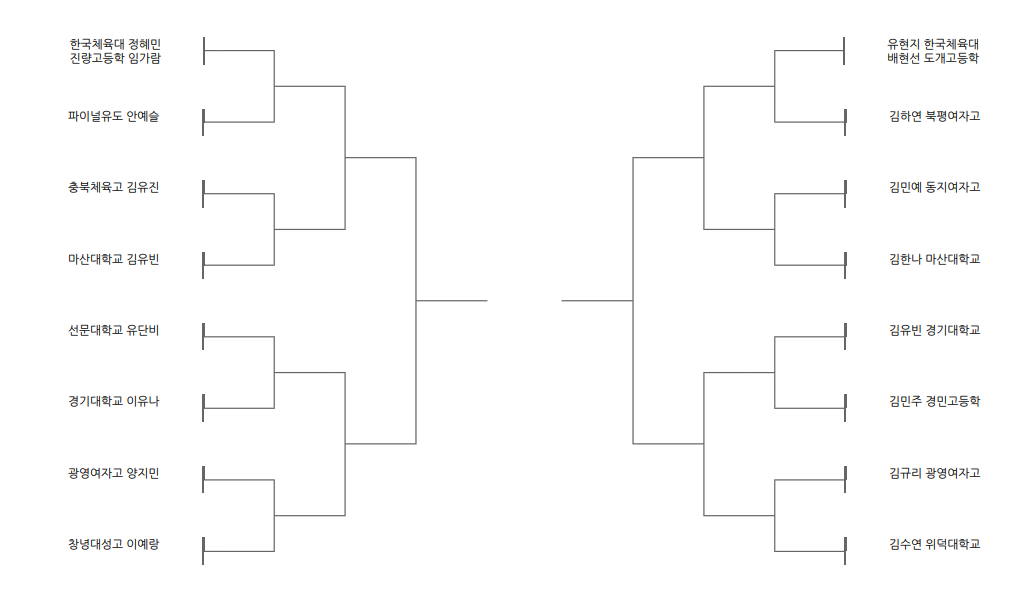 한국체육대 정혜민
진량고등학 임가람
파이널유도 안예슬
충북체육고 김유진
마산대학교 김유빈
선문대학교 유단비
경기대학교 이유나
광영여자고 양지민
창녕대성고 이예랑
유현지 한국체육대
배현선 도개고등학
김하연 북평여자고
김민예 동지여자고
김한나 마산대학교
김유빈 경기대학교
김민주 경민고등학
김규리 광영여자고
김수연 위덕대학교